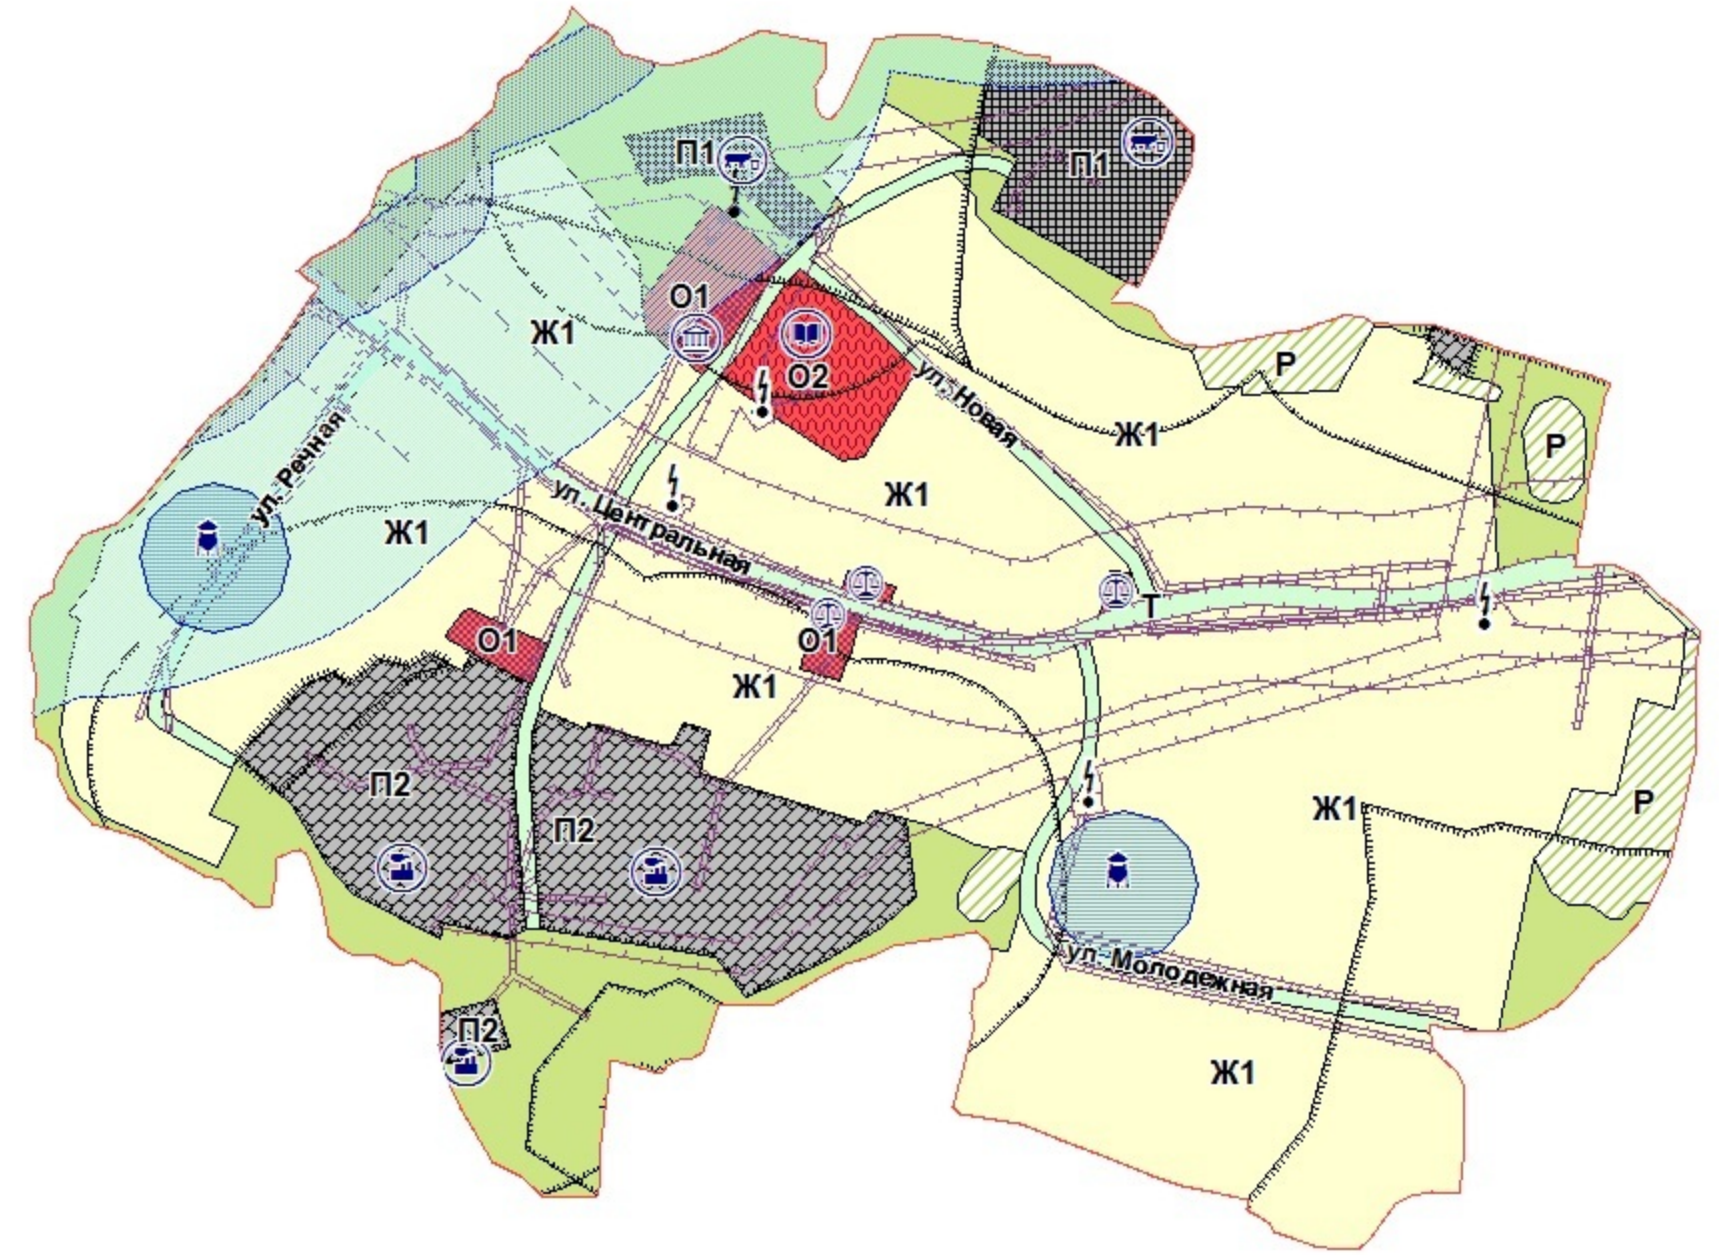 П1
П1
О1
Ж1
О2
Р
ул. Новая
Ж1
Р
ул. Речная
Ж1
ул. Центральная
Ж1
Т
О1
О1
Ж1
П2
П2
Ж1
Р
ул. Молодежная
П2
Ж1